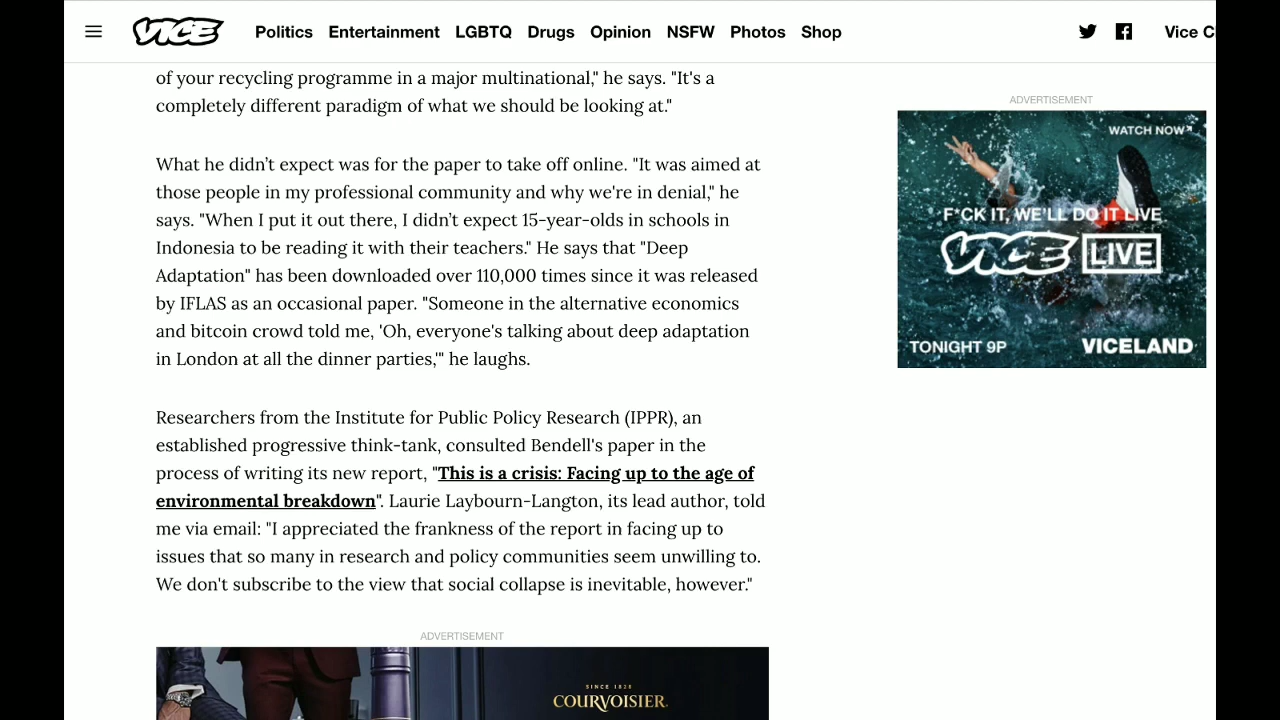 VICE
Politics Entertainment LGBTQ Drugs Opinion NSFW Photos Shop
Vice C
of your recycling programme in a major multinational," he says. "It's a
completely different paradigm of what we should be looking at."
What he didn’t expect was for the paper to take off online. "It was aimed at
those people in my professional community and why we're in denial," he
says. "When I put it out there, I didn’t expect 15-year-olds in schools in
Indonesia to be reading it with their teachers." He says that "Deep
Adaptation" has been downloaded over 110,000 times since it was released
by IFLAS as an occasional paper. "Someone in the alternative economics
and bitcoin crowd told me, 'Oh, everyone's talking about deep adaptation
in London at all the dinner parties,'" he laughs.
Researchers from the Institute for Public Policy Research (IPPR), an
established progressive think-tank, consulted Bendell's paper in the
process of writing its new report, "This is a crisis: Facing up to the age of
environmental breakdown". Laurie Laybourn-Langton, its lead author, told
me via email: "I appreciated the frankness of the report in facing up to
issues that so many in research and policy communities seem unwilling to.
We don't subscribe to the view that social collapse is inevitable, however."
ADVERTISEMENT
SINCE 1828
COURVOISIER
ADVERTISEMENT
WATCH NOW
F*CK IT, WE'LL DO IT LIVE
VICE LIVE
TONIGHT 9P VICELAND